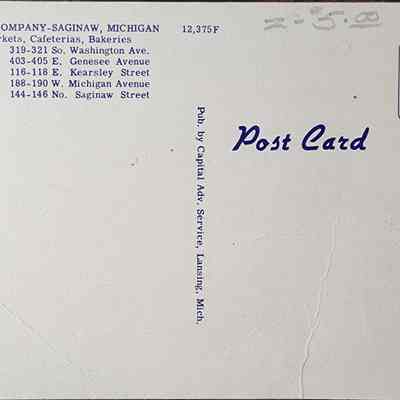 OMPANY-SAGINAW, MICHIGAN 12,375F
rkets, Cafeterias, Bakeries
319-321 So. Washington Ave.
403-405 E. Genesee Avenue
116-118 E. Kearsley Street
188-190 W. Michigan Avenue
144-146 No. Saginaw Street
Pub. by Capital Adv. Service, Lansing, Mich.
Post Card